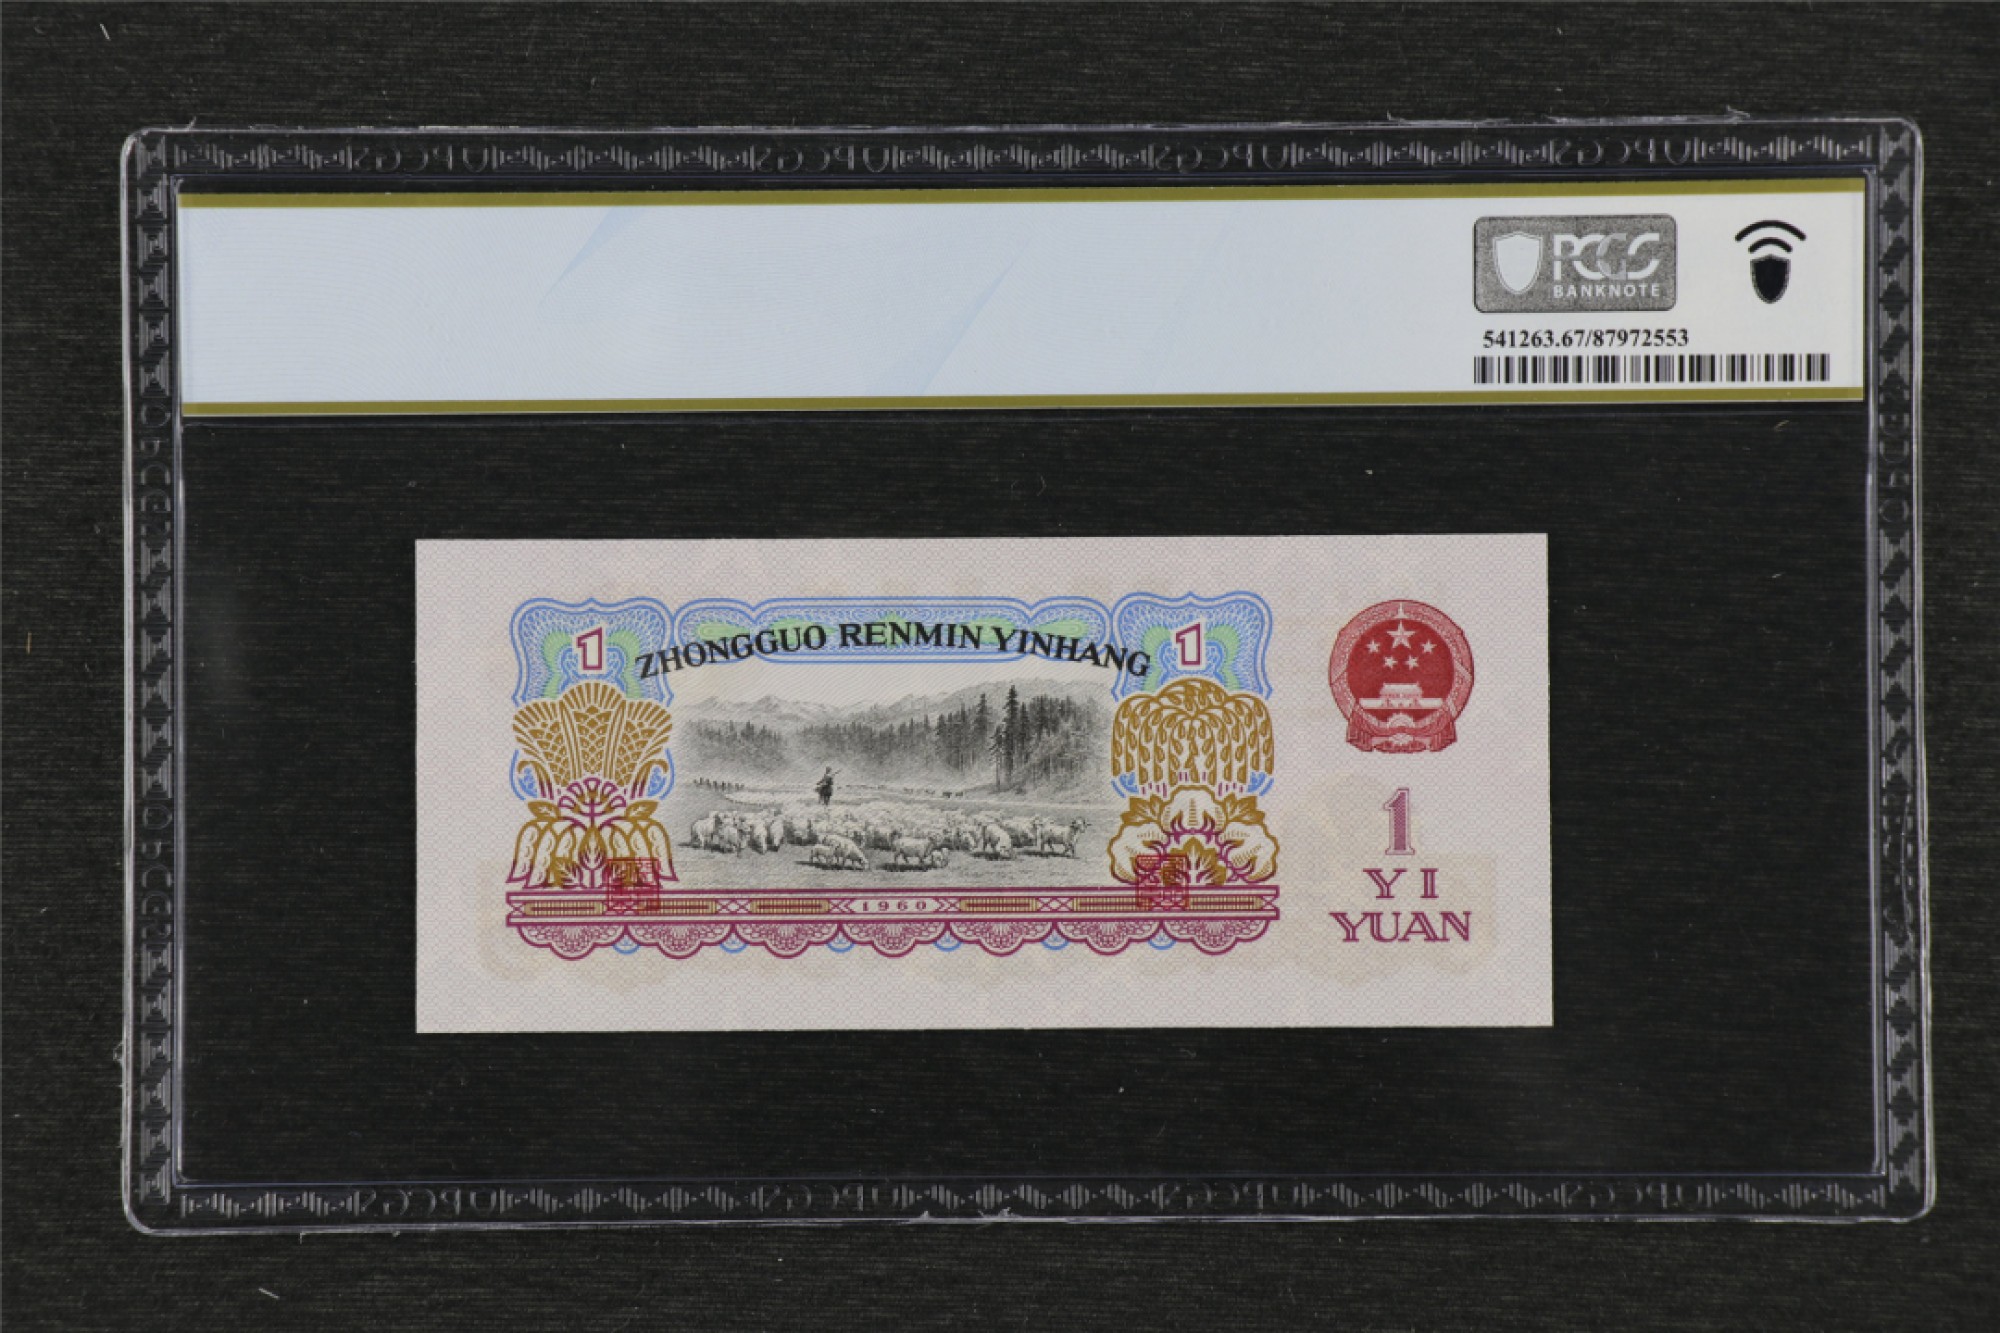 PCGS
BANKNOTE
541263.67/87972553
1
ZHONGGUO RENMIN YINHANG
1
1
YI
YUAN
1960